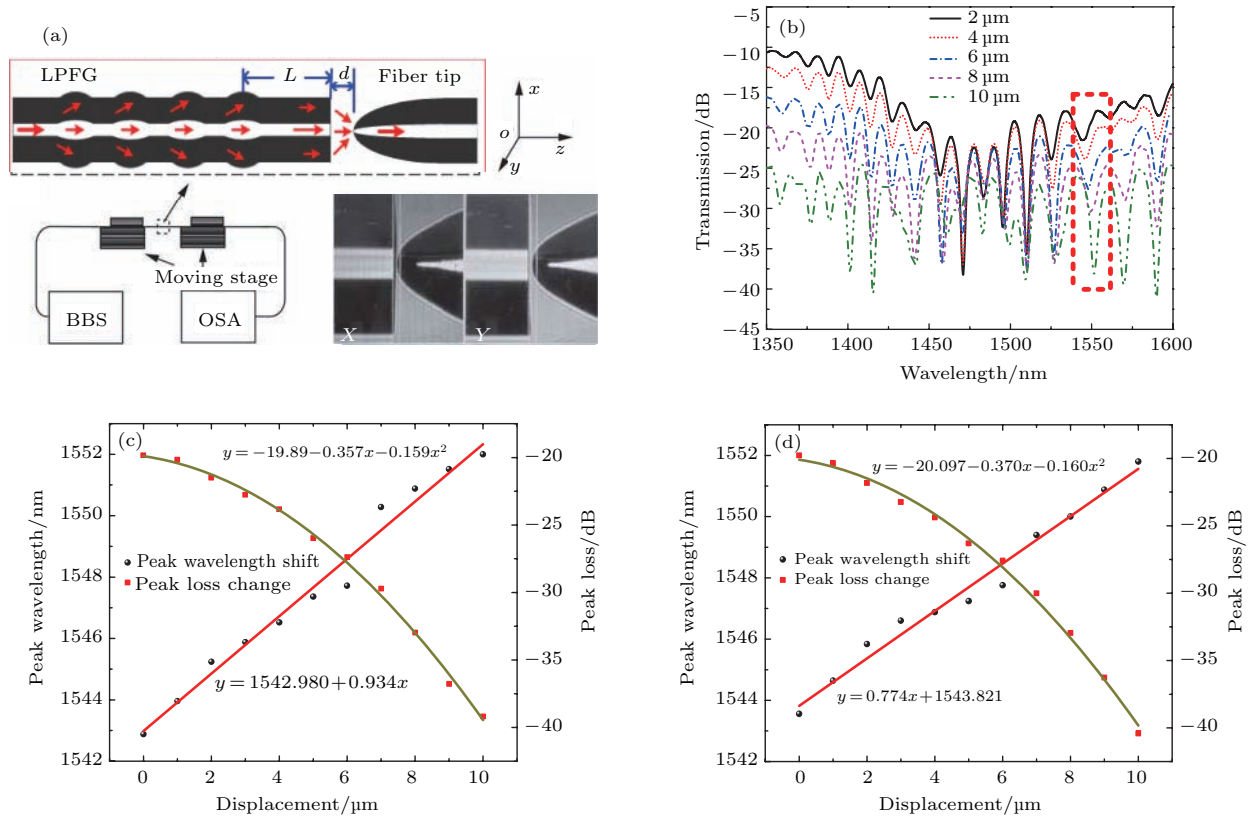 (a)
LPFG
L
d
Fiber tip
x
o
z
y
Moving stage
BBS
OSA
X
Y
(b)
2 µm
4 µm
6 µm
8 µm
10 µm
Transmission/dB
−5
−10
−15
−20
−25
−30
−35
−40
−45
1350 1400 1450 1500 1550 1600
Wavelength/nm
(c)
y = −19.89−0.357x−0.159x²
Peak wavelength shift
Peak loss change
y = 1542.980+0.934x
Peak wavelength/nm
1552
1550
1548
1546
1544
1542
Peak loss/dB
−20
−25
−30
−35
−40
0 2 4 6 8 10
Displacement/µm
(d)
y = −20.097−0.370x−0.160x²
Peak wavelength shift
Peak loss change
y = 0.774x+1543.821
Peak wavelength/nm
1552
1550
1548
1546
1544
1542
Peak loss/dB
−20
−25
−30
−35
−40
0 2 4 6 8 10
Displacement/µm